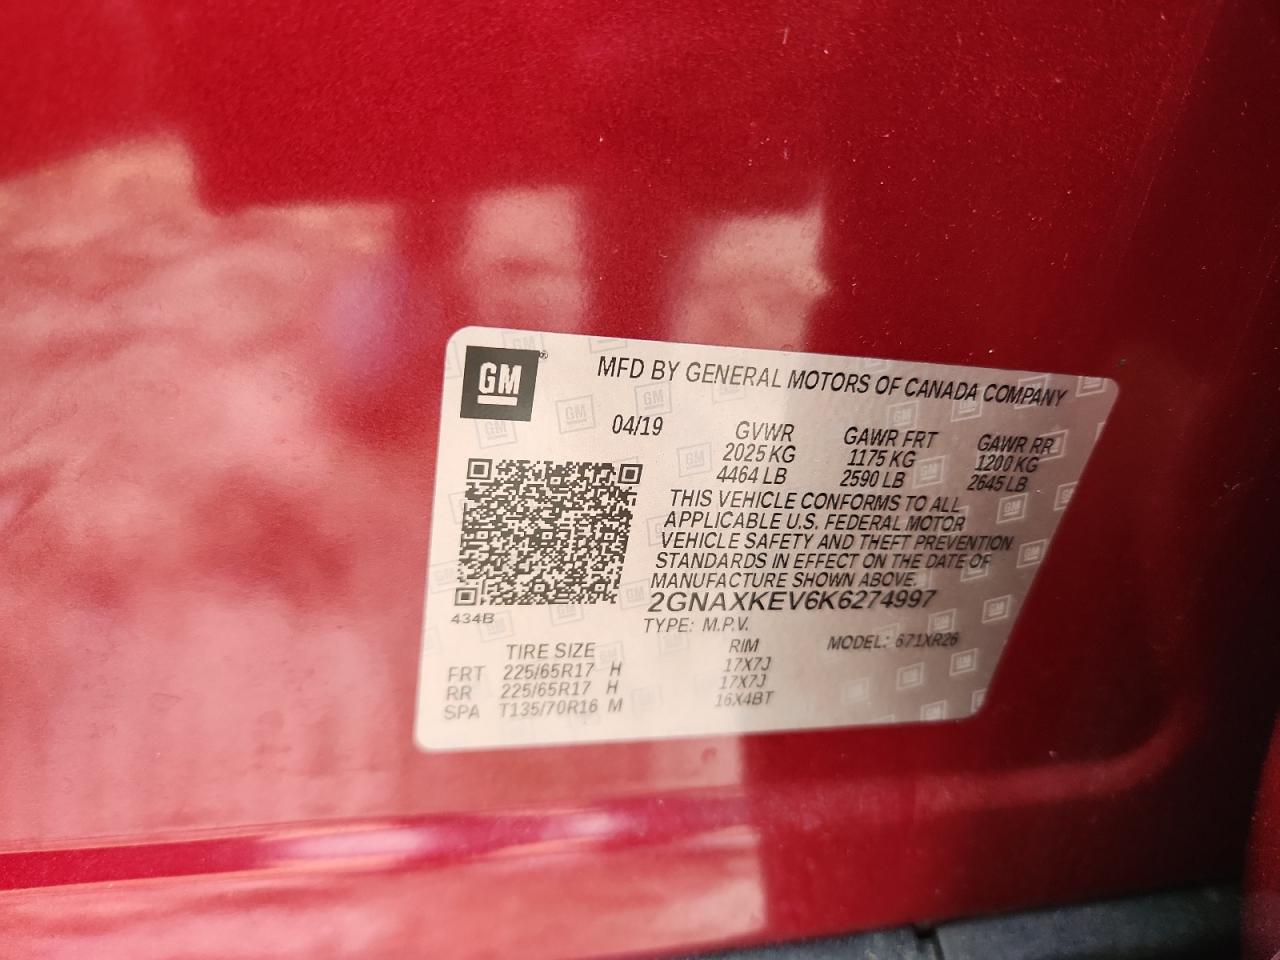 GM
MFD BY GENERAL MOTORS OF CANADA COMPANY
04/19 GVWR GAWR FRT GAWR RR
2025 KG 1175 KG 1200 KG
4464 LB 2590 LB 2645 LB
THIS VEHICLE CONFORMS TO ALL
APPLICABLE U.S. FEDERAL MOTOR
VEHICLE SAFETY AND THEFT PREVENTION
STANDARDS IN EFFECT ON THE DATE OF
MANUFACTURE SHOWN ABOVE.
2GNAXKEV6K6274997
434B TYPE: M.P.V. MODEL: 671XR26
TIRE SIZE RIM
FRT 225/65R17 H 17X7J
RR 225/65R17 H 17X7J
SPA T135/70R16 M 16X4BT